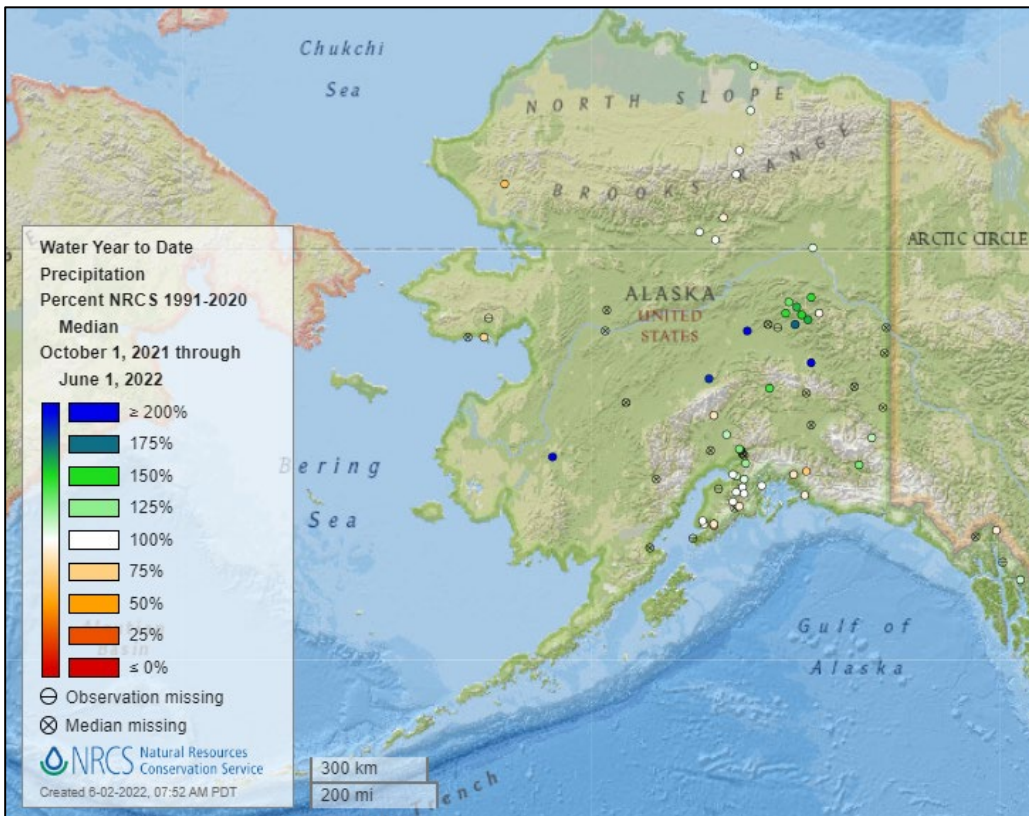 Chukchi
Sea
NORTH SLOPE
BROOKS RANGE
ARCTIC CIRCLE
ALASKA
UNITED
STATES
Bering
Sea
Gulf of
Alaska
Trench
Water Year to Date
Precipitation
Percent NRCS 1991-2020
Median
October 1, 2021 through
June 1, 2022
≥ 200%
175%
150%
125%
100%
75%
50%
25%
≤ 0%
Observation missing
Median missing
NRCS Natural Resources
Conservation Service
Created 6-02-2022, 07:52 AM PDT
300 km
200 mi